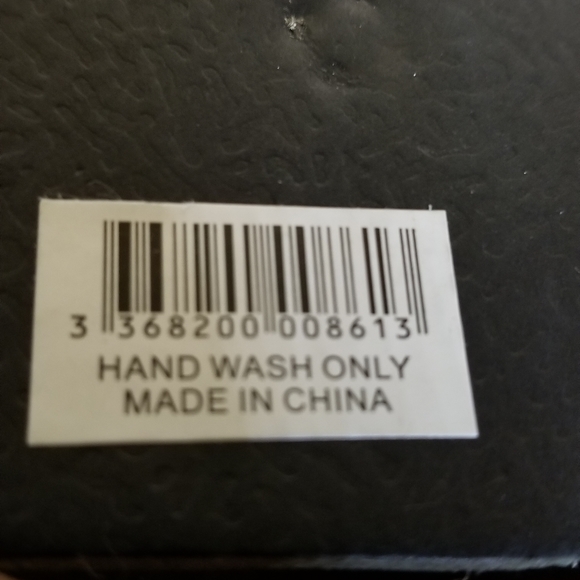 3 368200 008613
HAND WASH ONLY
MADE IN CHINA